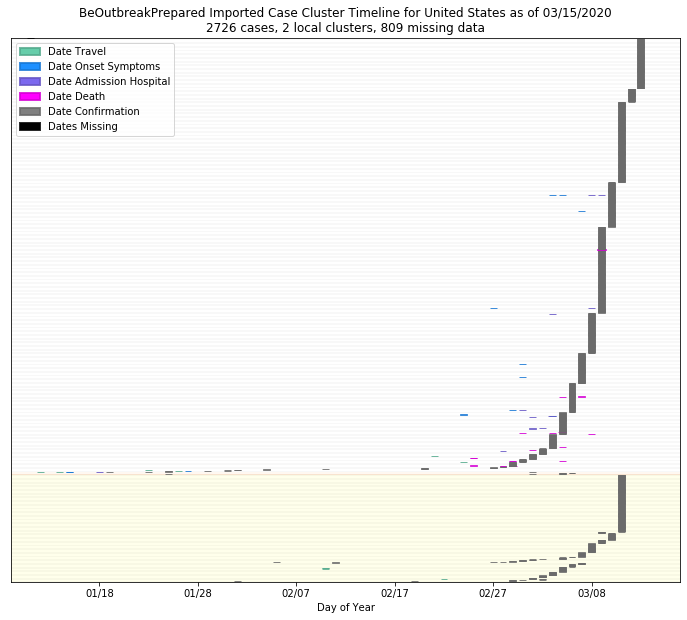 BeOutbreakPrepared Imported Case Cluster Timeline for United States as of 03/15/2020
2726 cases, 2 local clusters, 809 missing data
Date Travel
Date Onset Symptoms
Date Admission Hospital
Date Death
Date Confirmation
Dates Missing
01/18 01/28 02/07 02/17 02/27 03/08
Day of Year